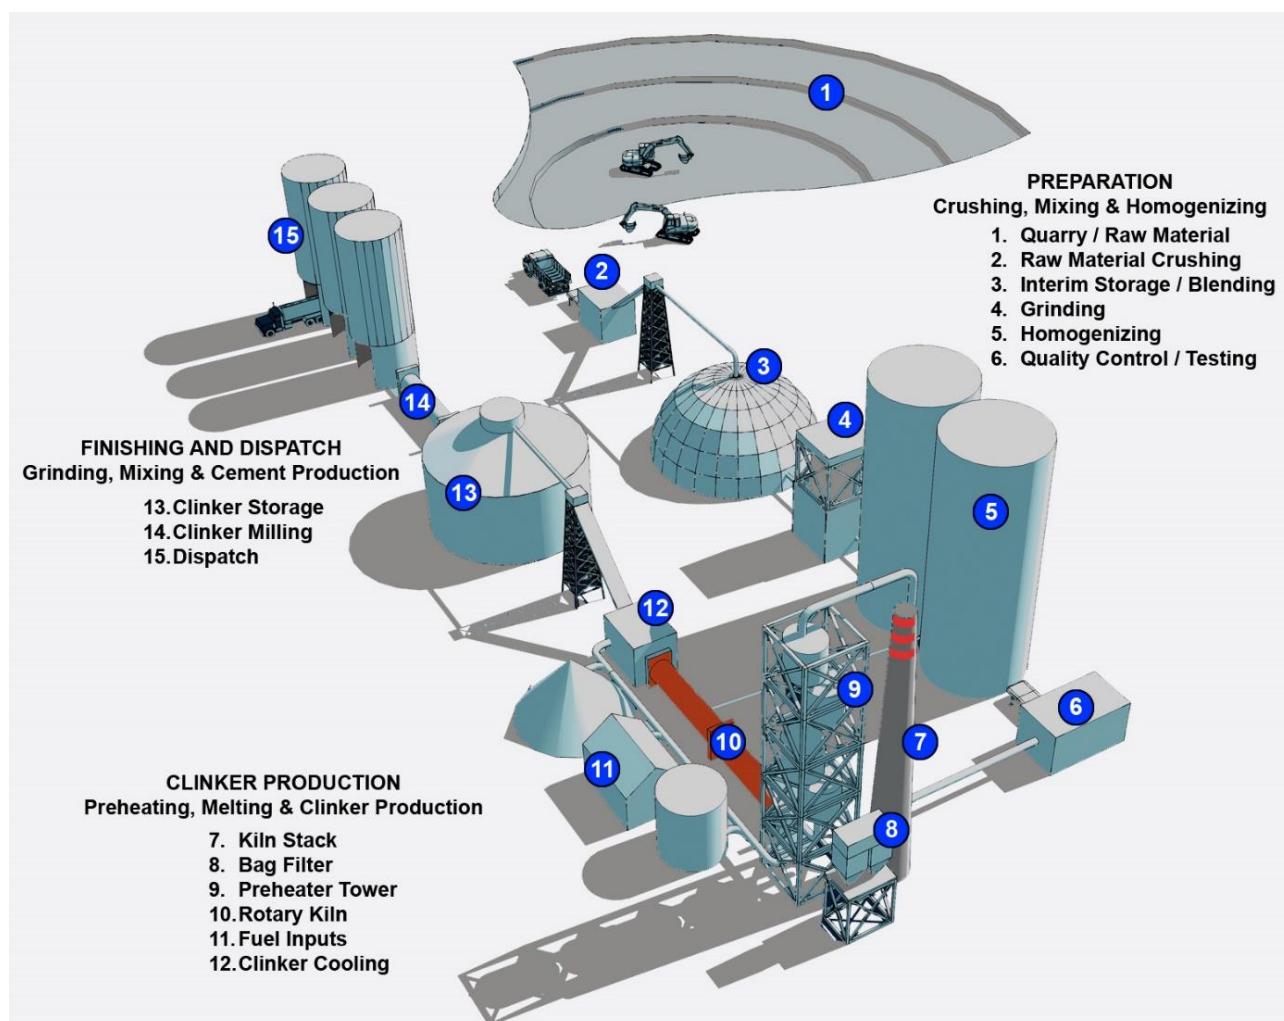 1
PREPARATION
Crushing, Mixing & Homogenizing
1. Quarry / Raw Material
2. Raw Material Crushing
3. Interim Storage / Blending
4. Grinding
5. Homogenizing
6. Quality Control / Testing
15
2
3
14
4
FINISHING AND DISPATCH
Grinding, Mixing & Cement Production
13. Clinker Storage
14. Clinker Milling
15. Dispatch
13
5
12
9
6
10
7
11
8
CLINKER PRODUCTION
Preheating, Melting & Clinker Production
7. Kiln Stack
8. Bag Filter
9. Preheater Tower
10. Rotary Kiln
11. Fuel Inputs
12. Clinker Cooling